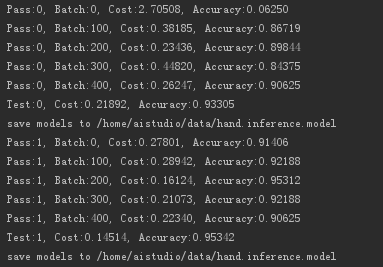 Pass:0, Batch:0, Cost:2.70508, Accuracy:0.06250
Pass:0, Batch:100, Cost:0.38185, Accuracy:0.86719
Pass:0, Batch:200, Cost:0.23436, Accuracy:0.89844
Pass:0, Batch:300, Cost:0.44820, Accuracy:0.84375
Pass:0, Batch:400, Cost:0.26247, Accuracy:0.90625
Test:0, Cost:0.21892, Accuracy:0.93305
save models to /home/aistudio/data/hand.inference.model
Pass:1, Batch:0, Cost:0.27801, Accuracy:0.91406
Pass:1, Batch:100, Cost:0.28942, Accuracy:0.92188
Pass:1, Batch:200, Cost:0.16124, Accuracy:0.95312
Pass:1, Batch:300, Cost:0.21073, Accuracy:0.92188
Pass:1, Batch:400, Cost:0.22340, Accuracy:0.90625
Test:1, Cost:0.14514, Accuracy:0.95342
save models to /home/aistudio/data/hand.inference.model